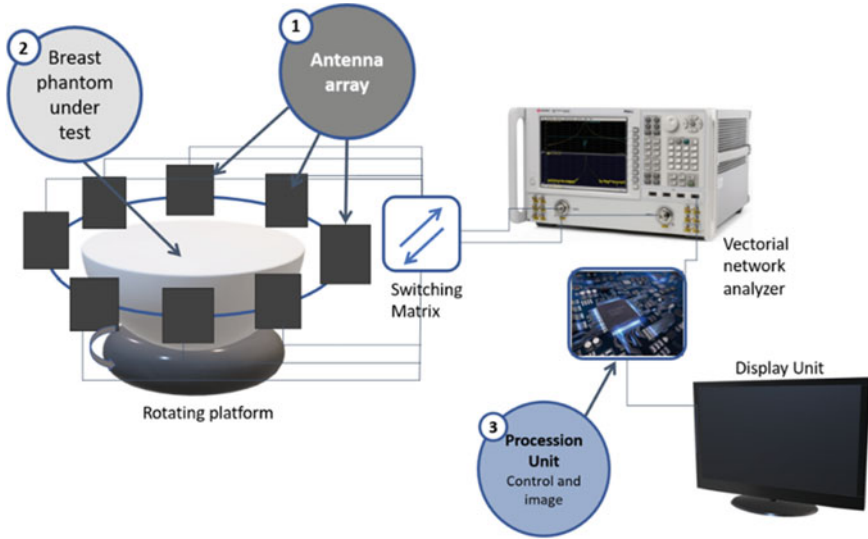 2
Breast
phantom
under
test
1
Antenna
array
Switching
Matrix
Vectorial
network
analyzer
Rotating platform
Display Unit
3
Procession
Unit
Control and
image